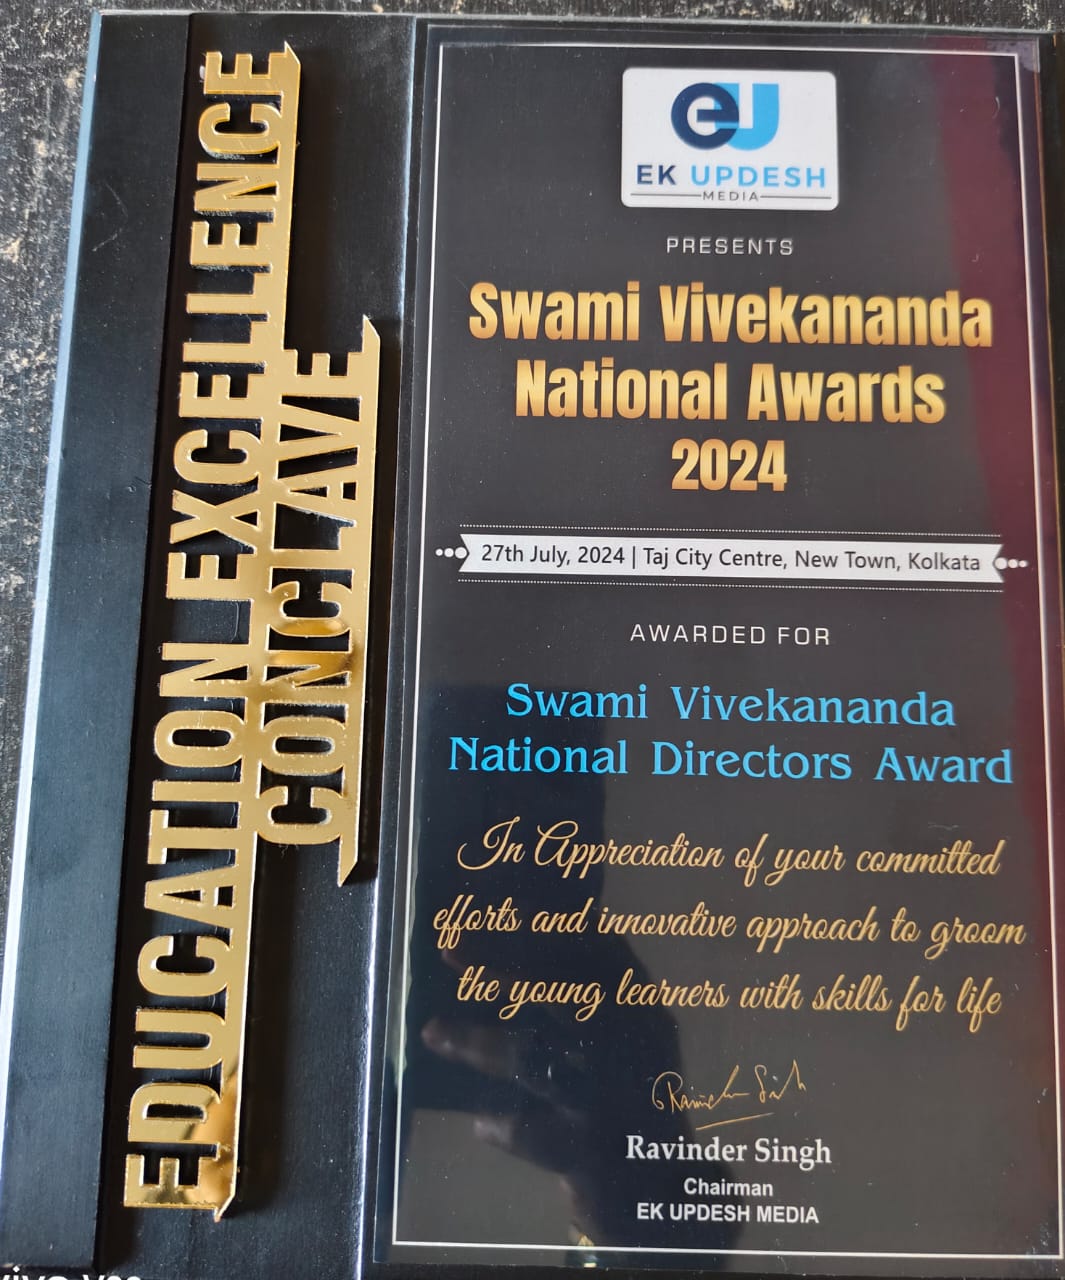 EDUCATION EXCELLENCE
CONCLAVE
eU
EK UPDESH
MEDIA
PRESENTS
Swami Vivekananda
National Awards
2024
27th July, 2024 | Taj City Centre, New Town, Kolkata
AWARDED FOR
Swami Vivekananda
National Directors Award
In Appreciation of your committed
efforts and innovative approach to groom
the young learners with skills for life
Ravinder Singh
Chairman
EK UPDESH MEDIA